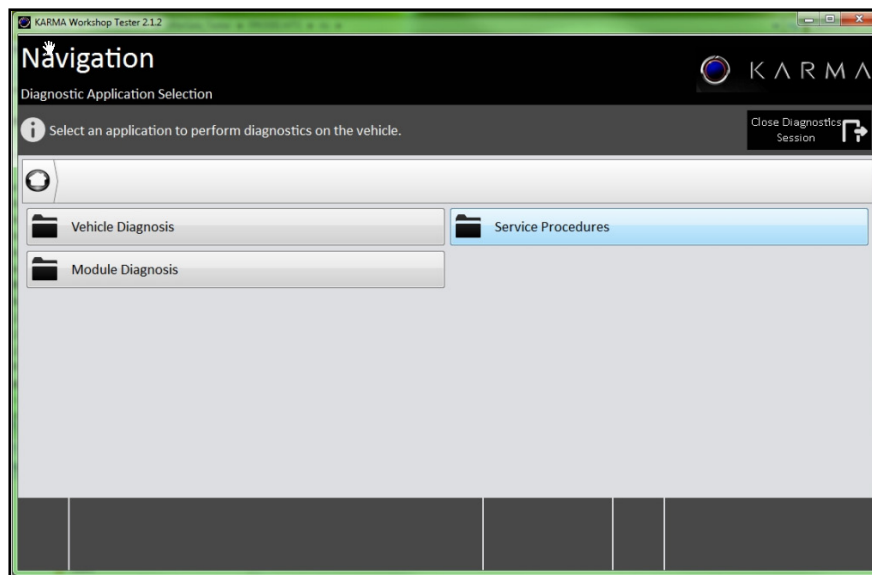 KARMA Workshop Tester 2.1.2
Navigation
KARMA
Diagnostic Application Selection
Select an application to perform diagnostics on the vehicle.
Close Diagnostics
Session
Vehicle Diagnosis
Service Procedures
Module Diagnosis